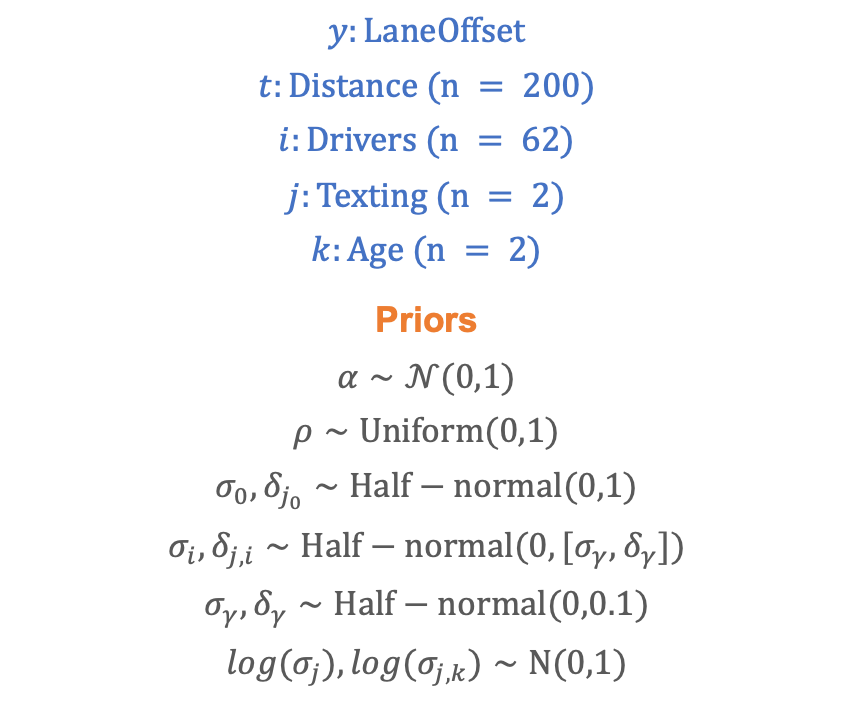 y: LaneOffset
t: Distance (n = 200)
i: Drivers (n = 62)
j: Texting (n = 2)
k: Age (n = 2)
Priors
α ~ 𝒩(0,1)
ρ ~ Uniform(0,1)
σ₀, δ_{j₀} ~ Half − normal(0,1)
σ_i, δ_{j,i} ~ Half − normal(0, [σ_γ, δ_γ])
σ_γ, δ_γ ~ Half − normal(0,0.1)
log(σ_j), log(σ_{j,k}) ~ N(0,1)